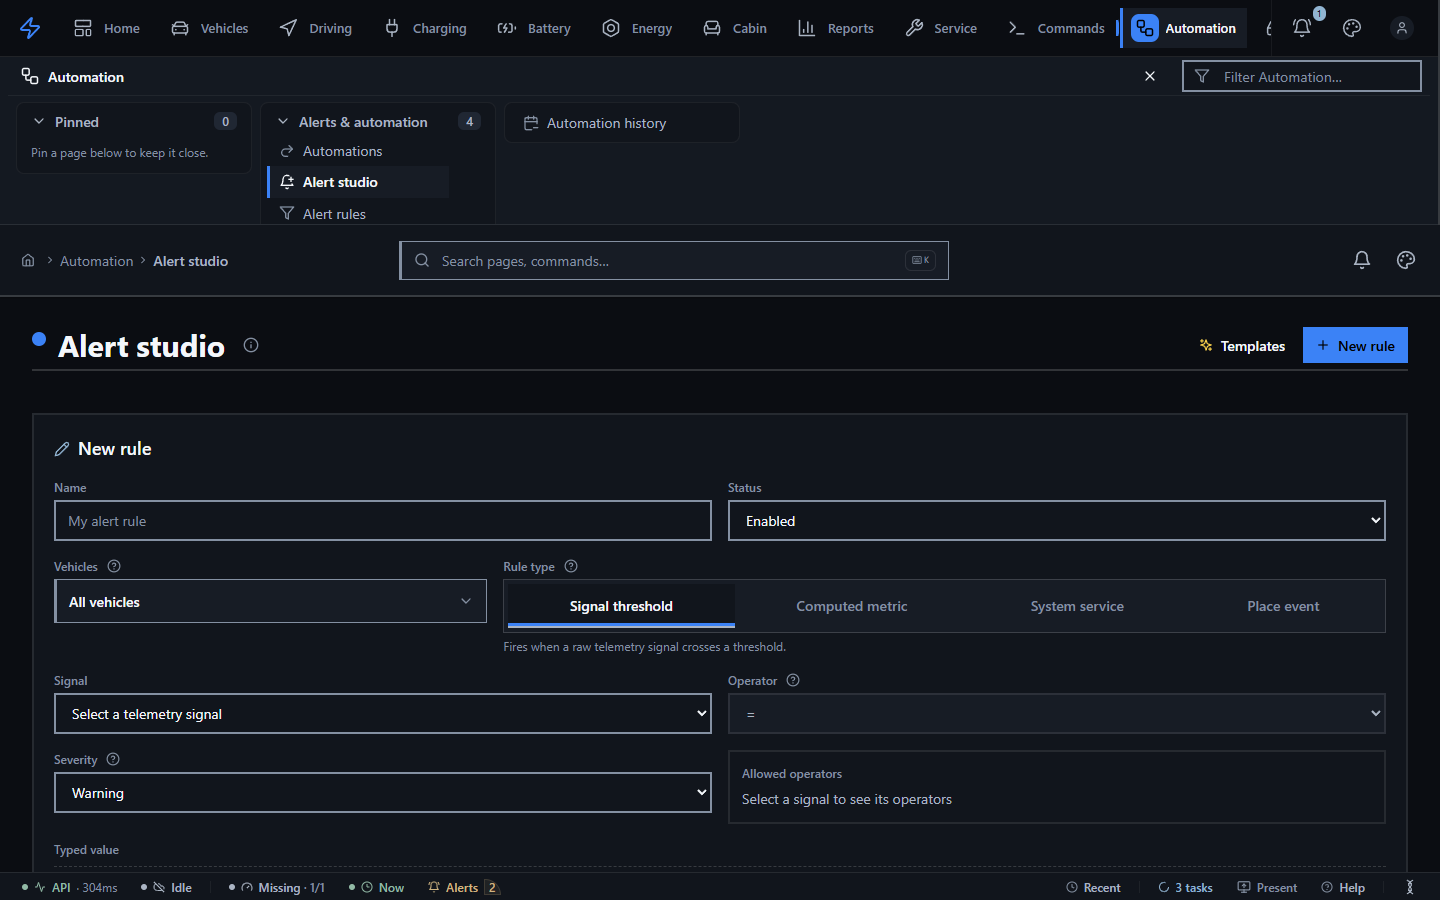 Home Vehicles Driving Charging Battery Energy Cabin Reports Service Commands Automation 1
Automation
Filter Automation...
Pinned 0
Pin a page below to keep it close.
Alerts & automation 4
Automations
Alert studio
Alert rules
Automation history
Automation Alert studio
Search pages, commands... K
Alert studio
Templates
New rule
New rule
Name
My alert rule
Status
Enabled
Vehicles
All vehicles
Rule type
Signal threshold Computed metric System service Place event
Fires when a raw telemetry signal crosses a threshold.
Signal
Select a telemetry signal
Operator
=
Severity
Warning
Allowed operators
Select a signal to see its operators
Typed value
API · 304ms Idle Missing · 1/1 Now Alerts 2 Recent 3 tasks Present Help